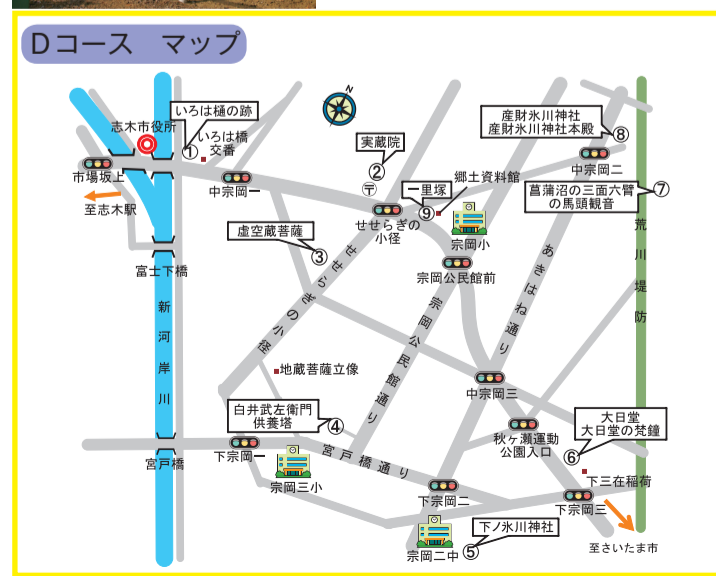 Dコース　マップ
N
いろは樋の跡
志木市役所
①
いろは橋
交番
市場坂上
至志木駅
中宗岡一
実蔵院
②
〒
一里塚
⑨
郷土資料館
せせらぎの
小径
宗岡小
産財氷川神社
産財氷川神社本殿
⑧
中宗岡二
菖蒲沼の三面六臂
の馬頭観音
⑦
虚空蔵菩薩
③
富士下橋
宗岡公民館前
せせらぎの小径
新河岸川
宗岡公民館通り
あきはね通り
荒川堤防
地蔵菩薩立像
中宗岡三
白井武左衛門
供養塔
④
秋ヶ瀬運動
公園入口
大日堂
大日堂の梵鐘
⑥
宮戸橋
下宗岡一
宗岡三小
宮戸橋通り
下宗岡二
下三在稲荷
下宗岡三
宗岡二中
⑤
下ノ氷川神社
至さいたま市